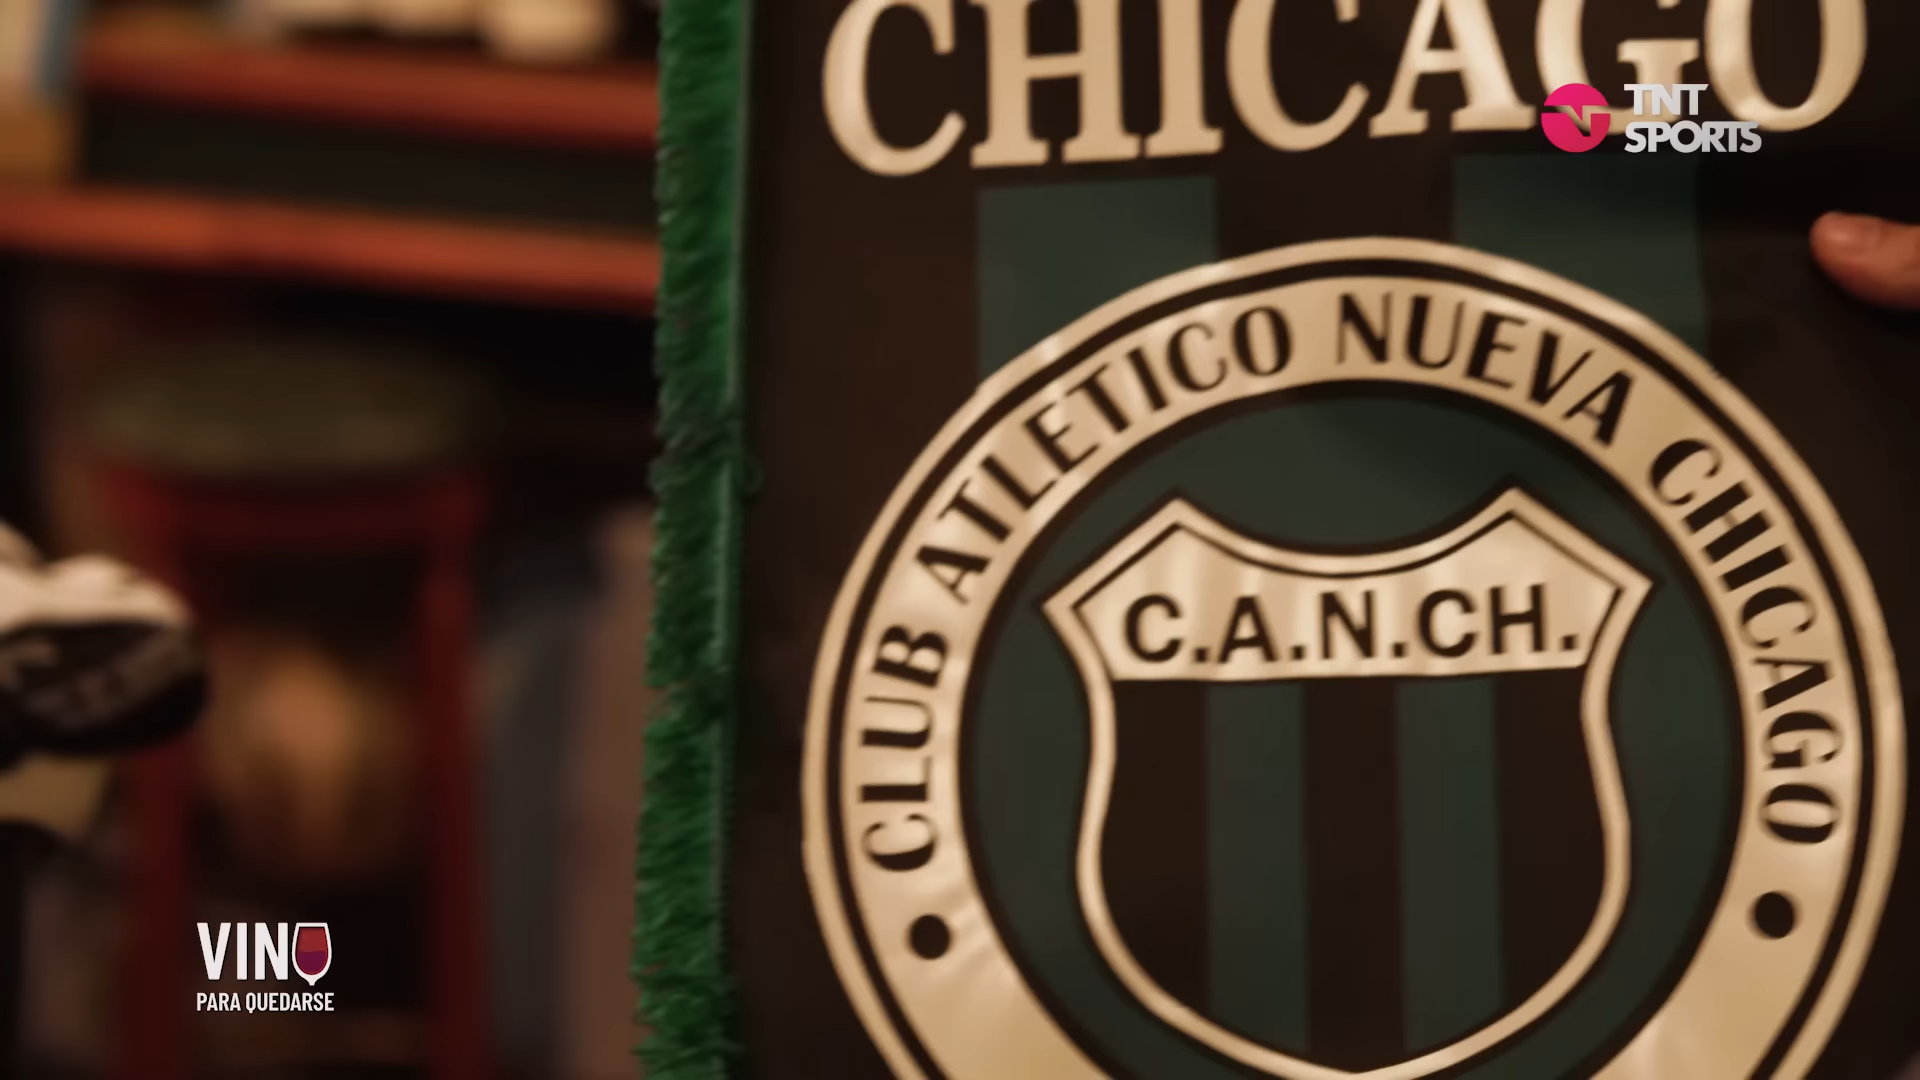 CHICAGO
TNT
SPORTS
CLUB ATLETICO NUEVA CHICAGO
C.A.N.CH.
VINO
PARA QUEDARSE